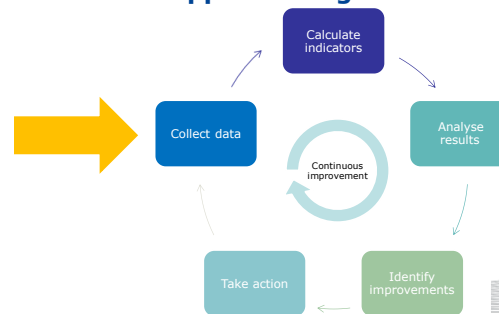 Calculate
indicators
Collect data
Analyse
results
Continuous
improvement
Take action
Identify
improvements